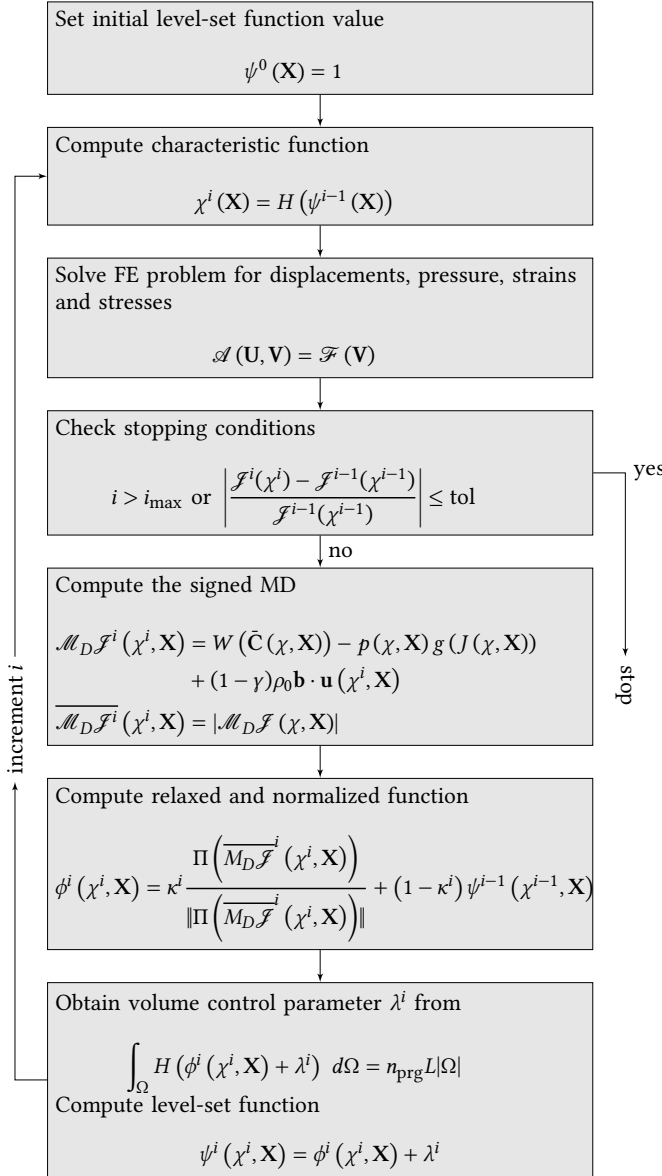 Set initial level-set function value
ψ⁰ (X) = 1
Compute characteristic function
χⁱ (X) = H (ψⁱ⁻¹ (X))
Solve FE problem for displacements, pressure, strains
and stresses
𝒜 (U, V) = ℱ (V)
Check stopping conditions
i > i_max or |(𝒥ⁱ(χⁱ) − 𝒥ⁱ⁻¹(χⁱ⁻¹)) / 𝒥ⁱ⁻¹(χⁱ⁻¹)| ≤ tol
yes
stop
no
Compute the signed MD
ℳ_D𝒥ⁱ (χⁱ, X) = W (C̄ (χ, X)) − p (χ, X) g (J (χ, X))
+ (1 − γ)ρ₀b · u (χⁱ, X)
\overline{ℳ_D𝒥ⁱ} (χⁱ, X) = |ℳ_D𝒥 (χ, X)|
Compute relaxed and normalized function
ϕⁱ (χⁱ, X) = κⁱ Π(\overline{M_D𝒥}ⁱ (χⁱ, X)) / ‖Π(\overline{M_D𝒥}ⁱ (χⁱ, X))‖ + (1 − κⁱ) ψⁱ⁻¹ (χⁱ⁻¹, X)
Obtain volume control parameter λⁱ from
∫_Ω H (ϕⁱ (χⁱ, X) + λⁱ) dΩ = n_prg L|Ω|
Compute level-set function
ψⁱ (χⁱ, X) = ϕⁱ (χⁱ, X) + λⁱ
increment i